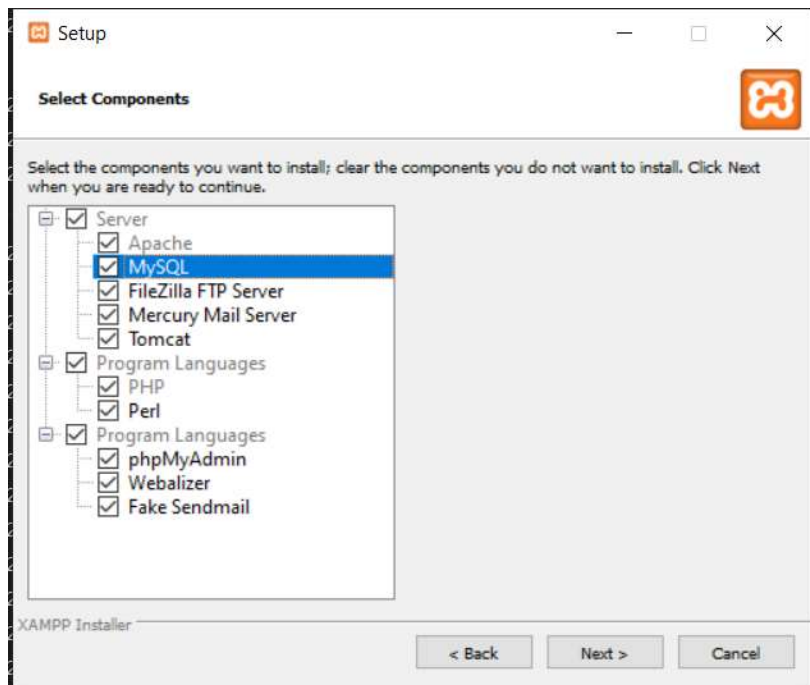 Setup
Select Components
Select the components you want to install; clear the components you do not want to install. Click Next
when you are ready to continue.
Server
Apache
MySQL
FileZilla FTP Server
Mercury Mail Server
Tomcat
Program Languages
PHP
Perl
Program Languages
phpMyAdmin
Webalizer
Fake Sendmail
XAMPP Installer
< Back Next > Cancel